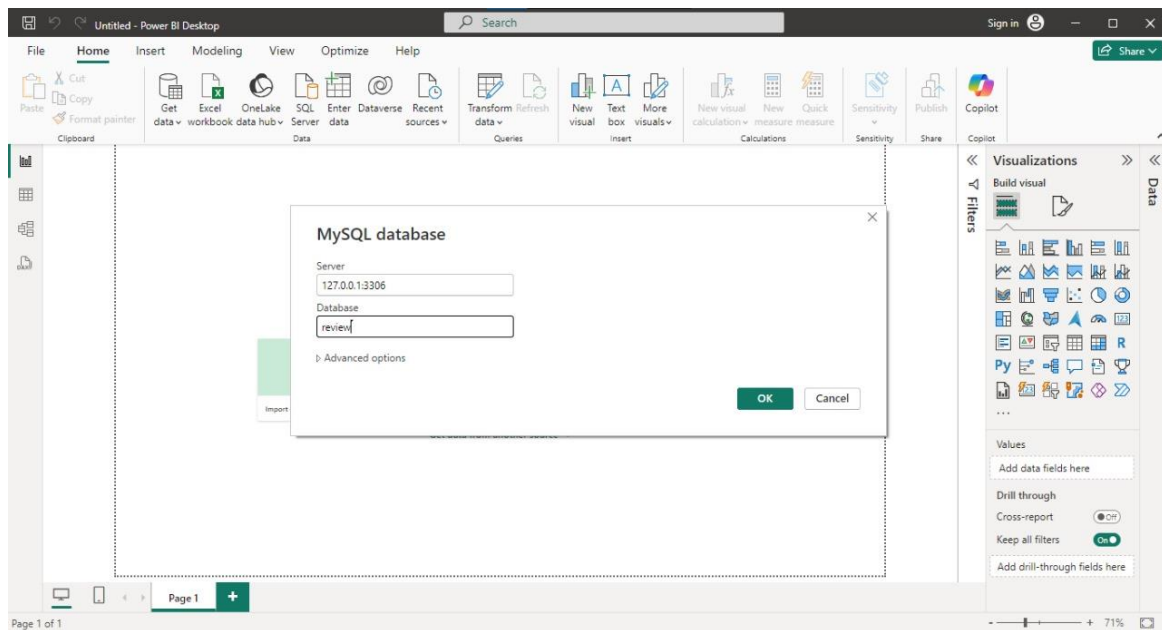 Untitled - Power BI Desktop
Search
Sign in
File Home Insert Modeling View Optimize Help
Share
Paste
Cut
Copy
Format painter
Clipboard
Get data
Excel workbook
OneLake data hub
SQL Server
Enter data
Dataverse
Recent sources
Data
Transform data
Refresh
Queries
New visual
Text box
More visuals
Insert
New visual calculation
New measure
Quick measure
Calculations
Sensitivity
Sensitivity
Publish
Share
Copilot
Copilot
MySQL database
Server
127.0.0.1:3306
Database
review
Advanced options
OK
Cancel
Import
Filters
Visualizations
Build visual
123
R
Py
...
Values
Add data fields here
Drill through
Cross-report
Off
Keep all filters
On
Add drill-through fields here
Data
Page 1
+
Page 1 of 1
- + 71%